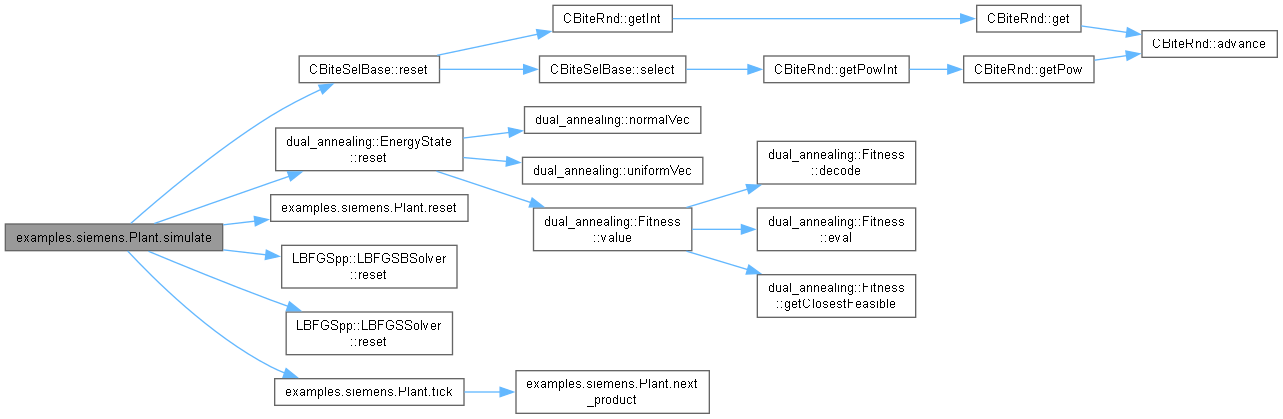 examples.siemens.Plant.simulate
CBiteSelBase::reset
CBiteRnd::getInt
CBiteRnd::get
CBiteRnd::advance
CBiteSelBase::select
CBiteRnd::getPowInt
CBiteRnd::getPow
dual_annealing::EnergyState
::reset
dual_annealing::normalVec
dual_annealing::uniformVec
dual_annealing::Fitness
::value
dual_annealing::Fitness
::decode
dual_annealing::Fitness
::eval
dual_annealing::Fitness
::getClosestFeasible
examples.siemens.Plant.reset
LBFGSpp::LBFGSBSolver
::reset
LBFGSpp::LBFGSSolver
::reset
examples.siemens.Plant.tick
examples.siemens.Plant.next
_product